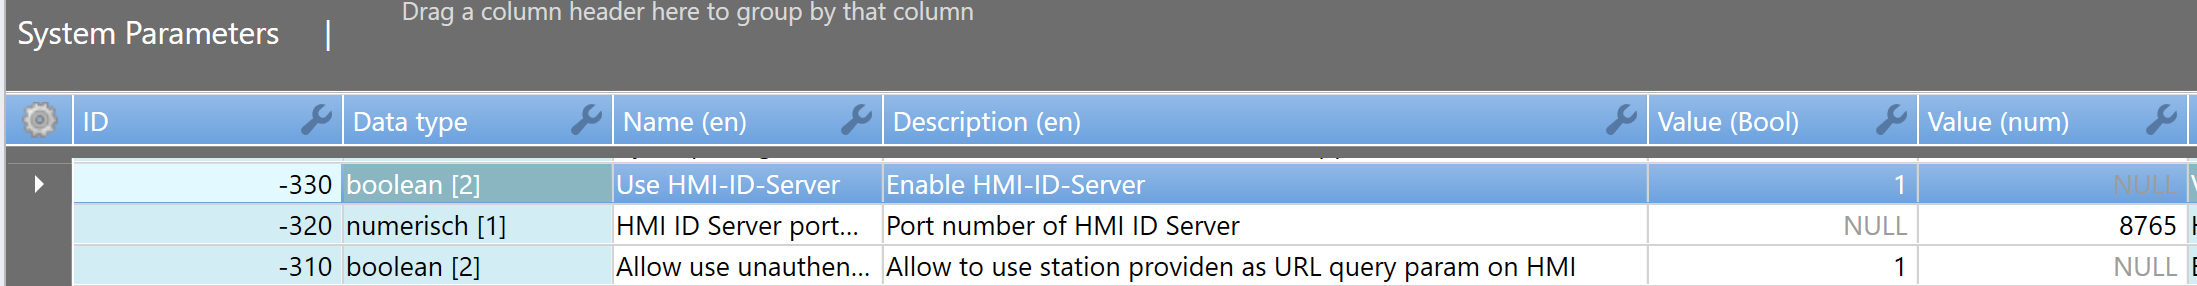 Drag a column header here to group by that column
System Parameters |
ID Data type Name (en) Description (en) Value (Bool) Value (num)
-330 boolean [2] Use HMI-ID-Server Enable HMI-ID-Server 1 NULL
-320 numerisch [1] HMI ID Server port... Port number of HMI ID Server NULL 8765
-310 boolean [2] Allow use unauthen... Allow to use station providen as URL query param on HMI 1 NULL